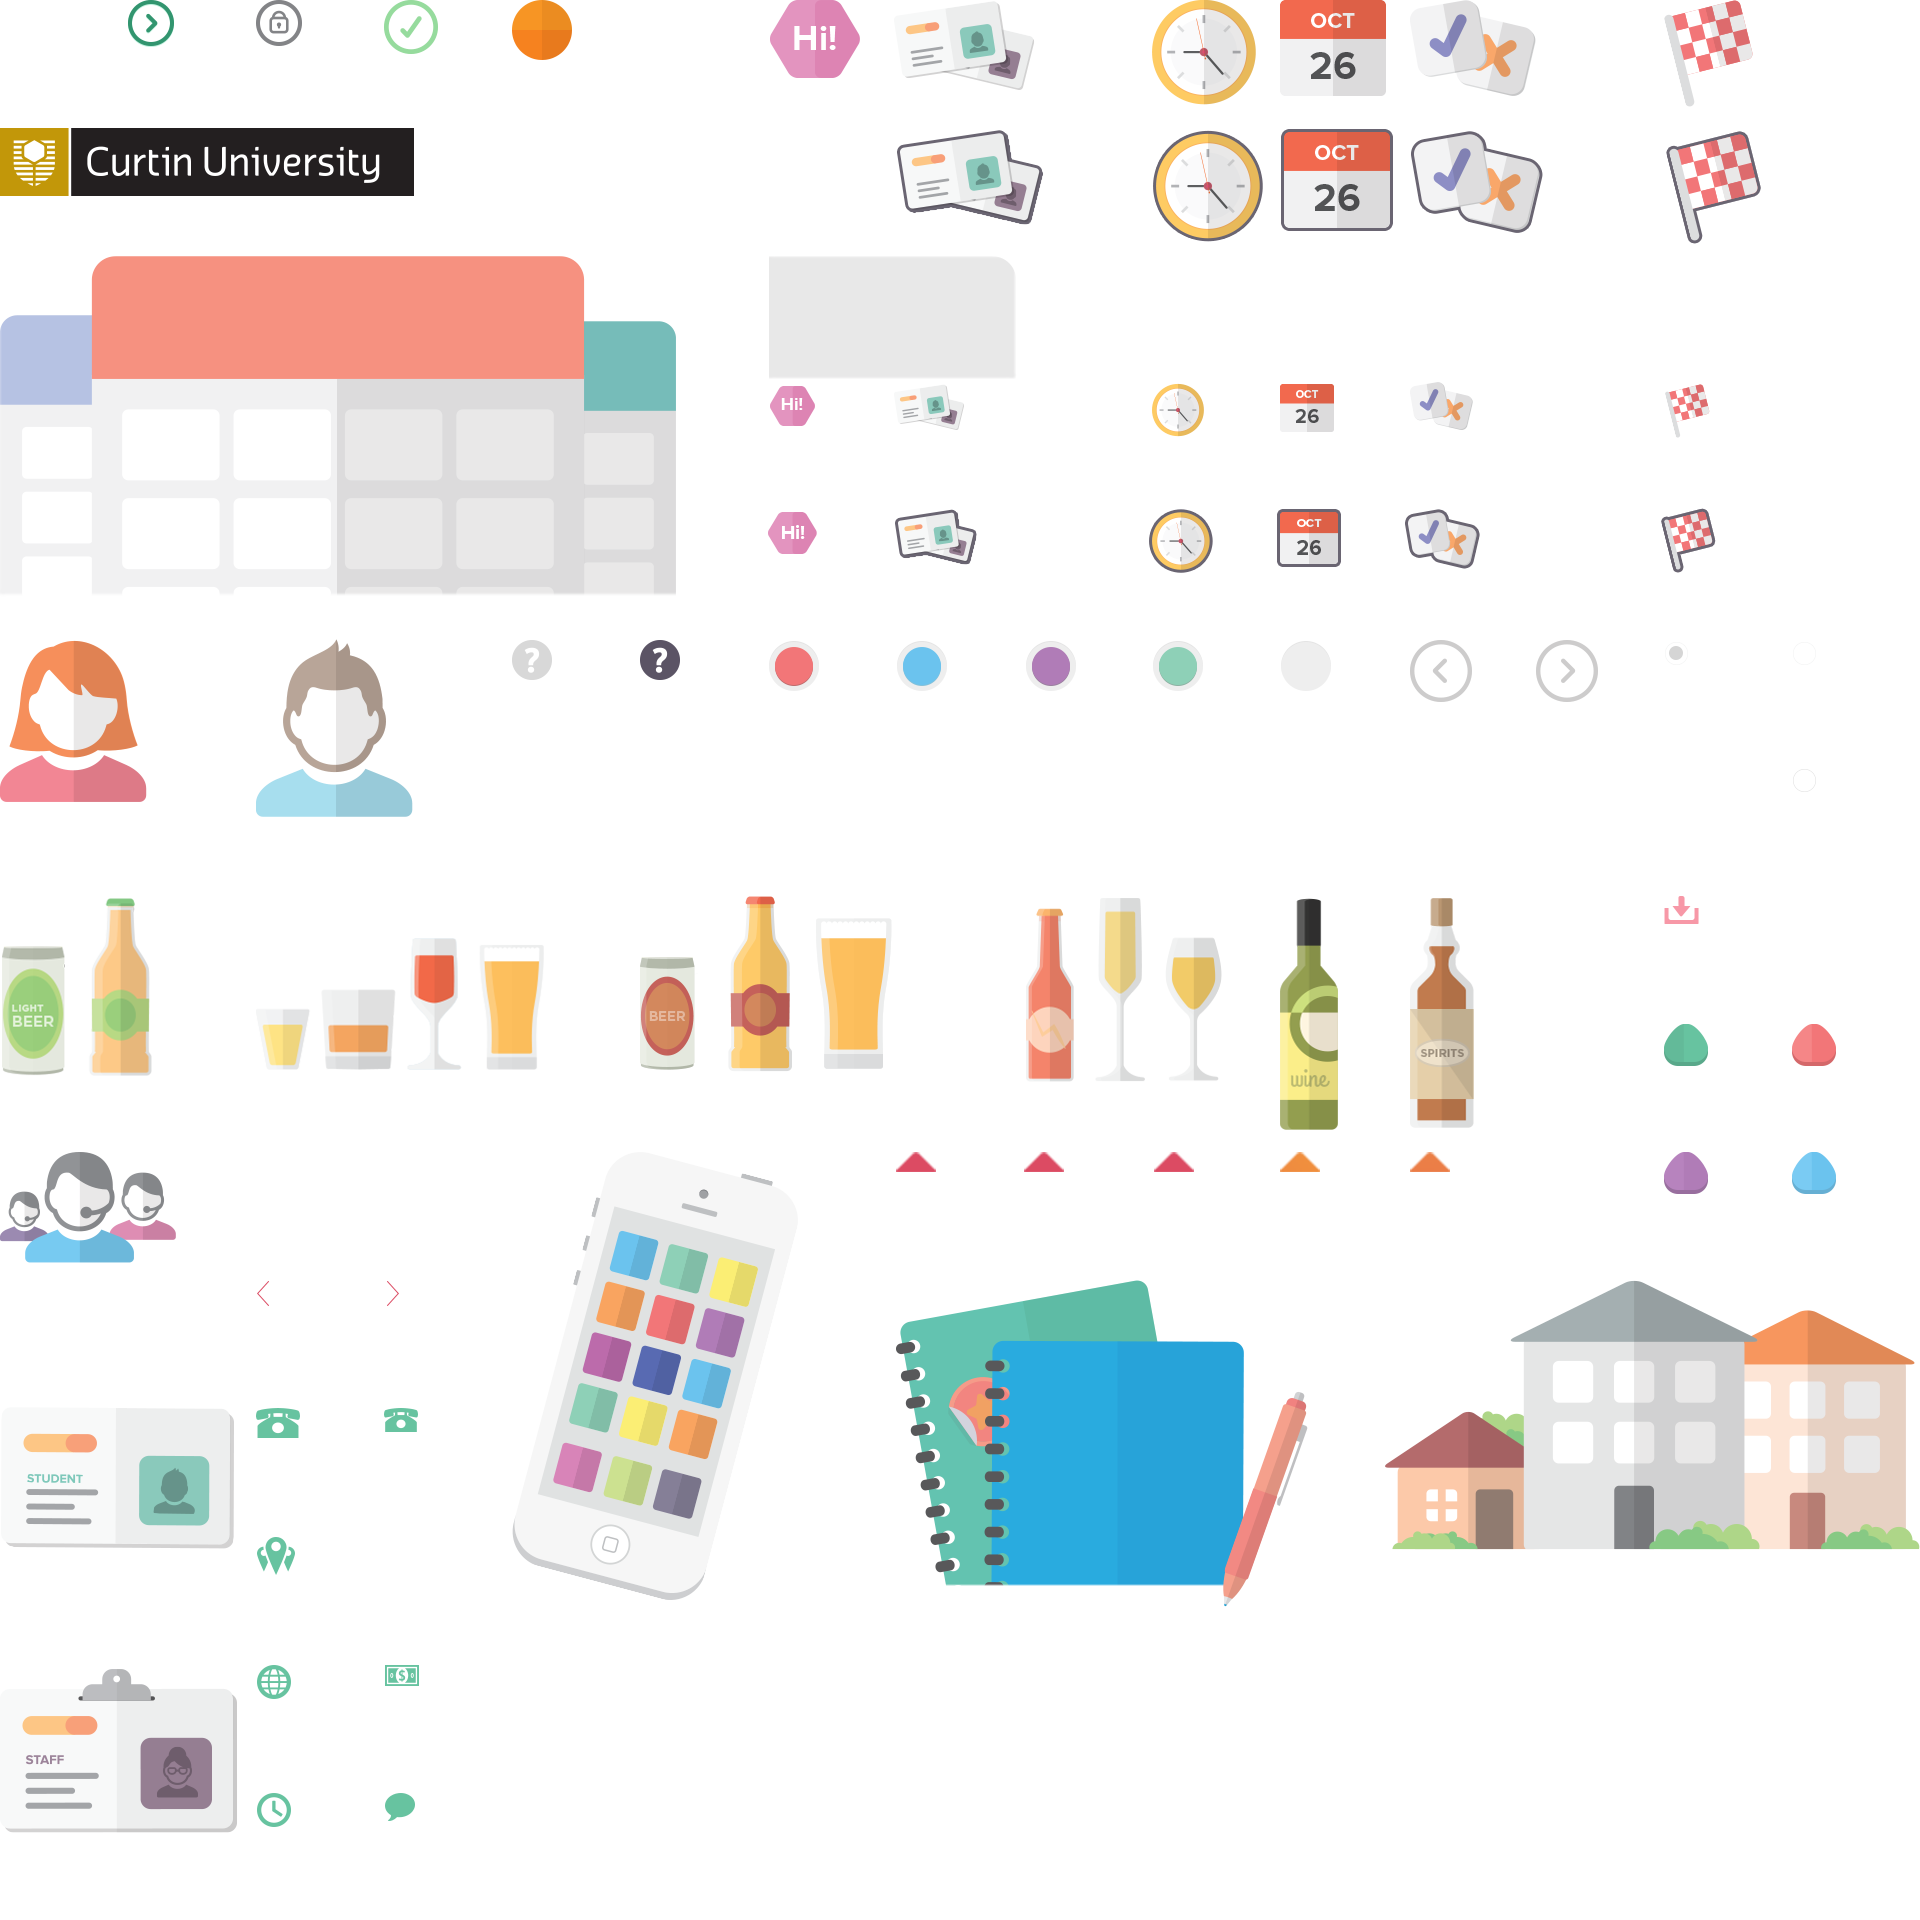 Hi!
OCT
26
Curtin University
OCT
26
Hi!
OCT
26
Hi!
OCT
26
?
?
LIGHT
BEER
BEER
wine
SPIRITS
STUDENT
$
STAFF